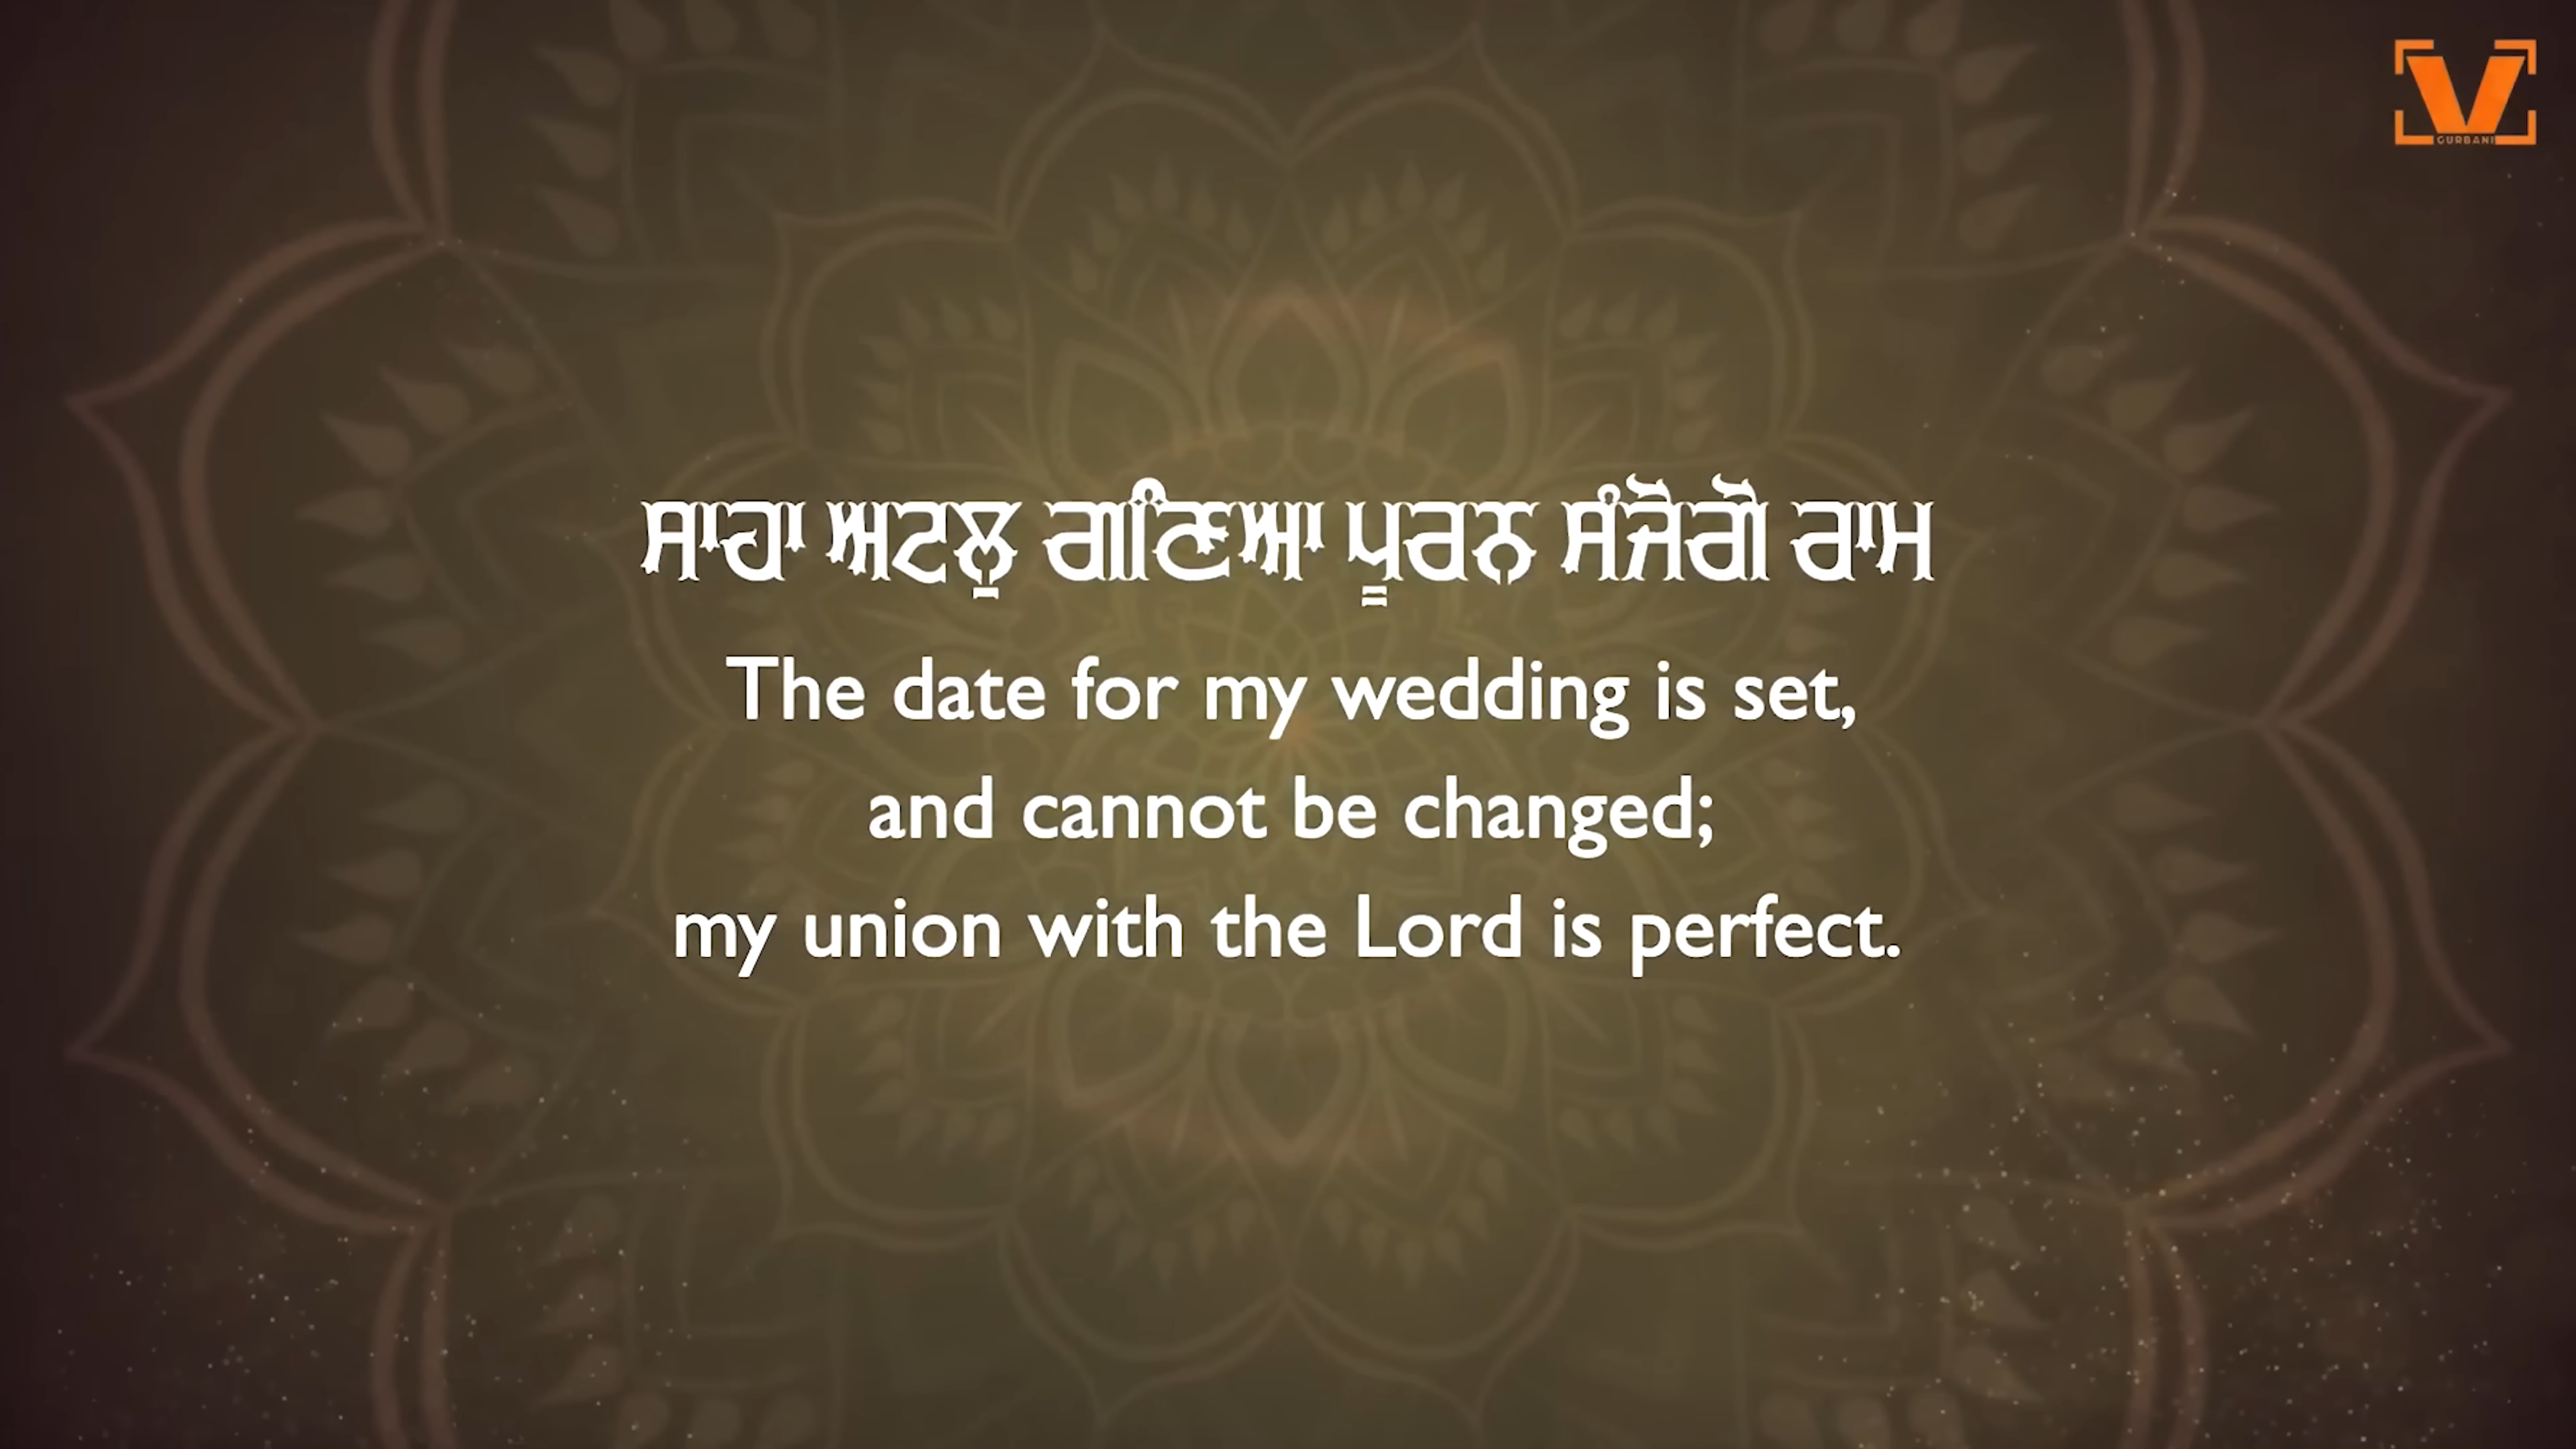 V
GURBANI
ਸਾਹਾ ਅਟਲੁ ਗਣਿਆ ਪੂਰਨ ਸੰਜੋਗੋ ਰਾਮ
The date for my wedding is set,
and cannot be changed;
my union with the Lord is perfect.